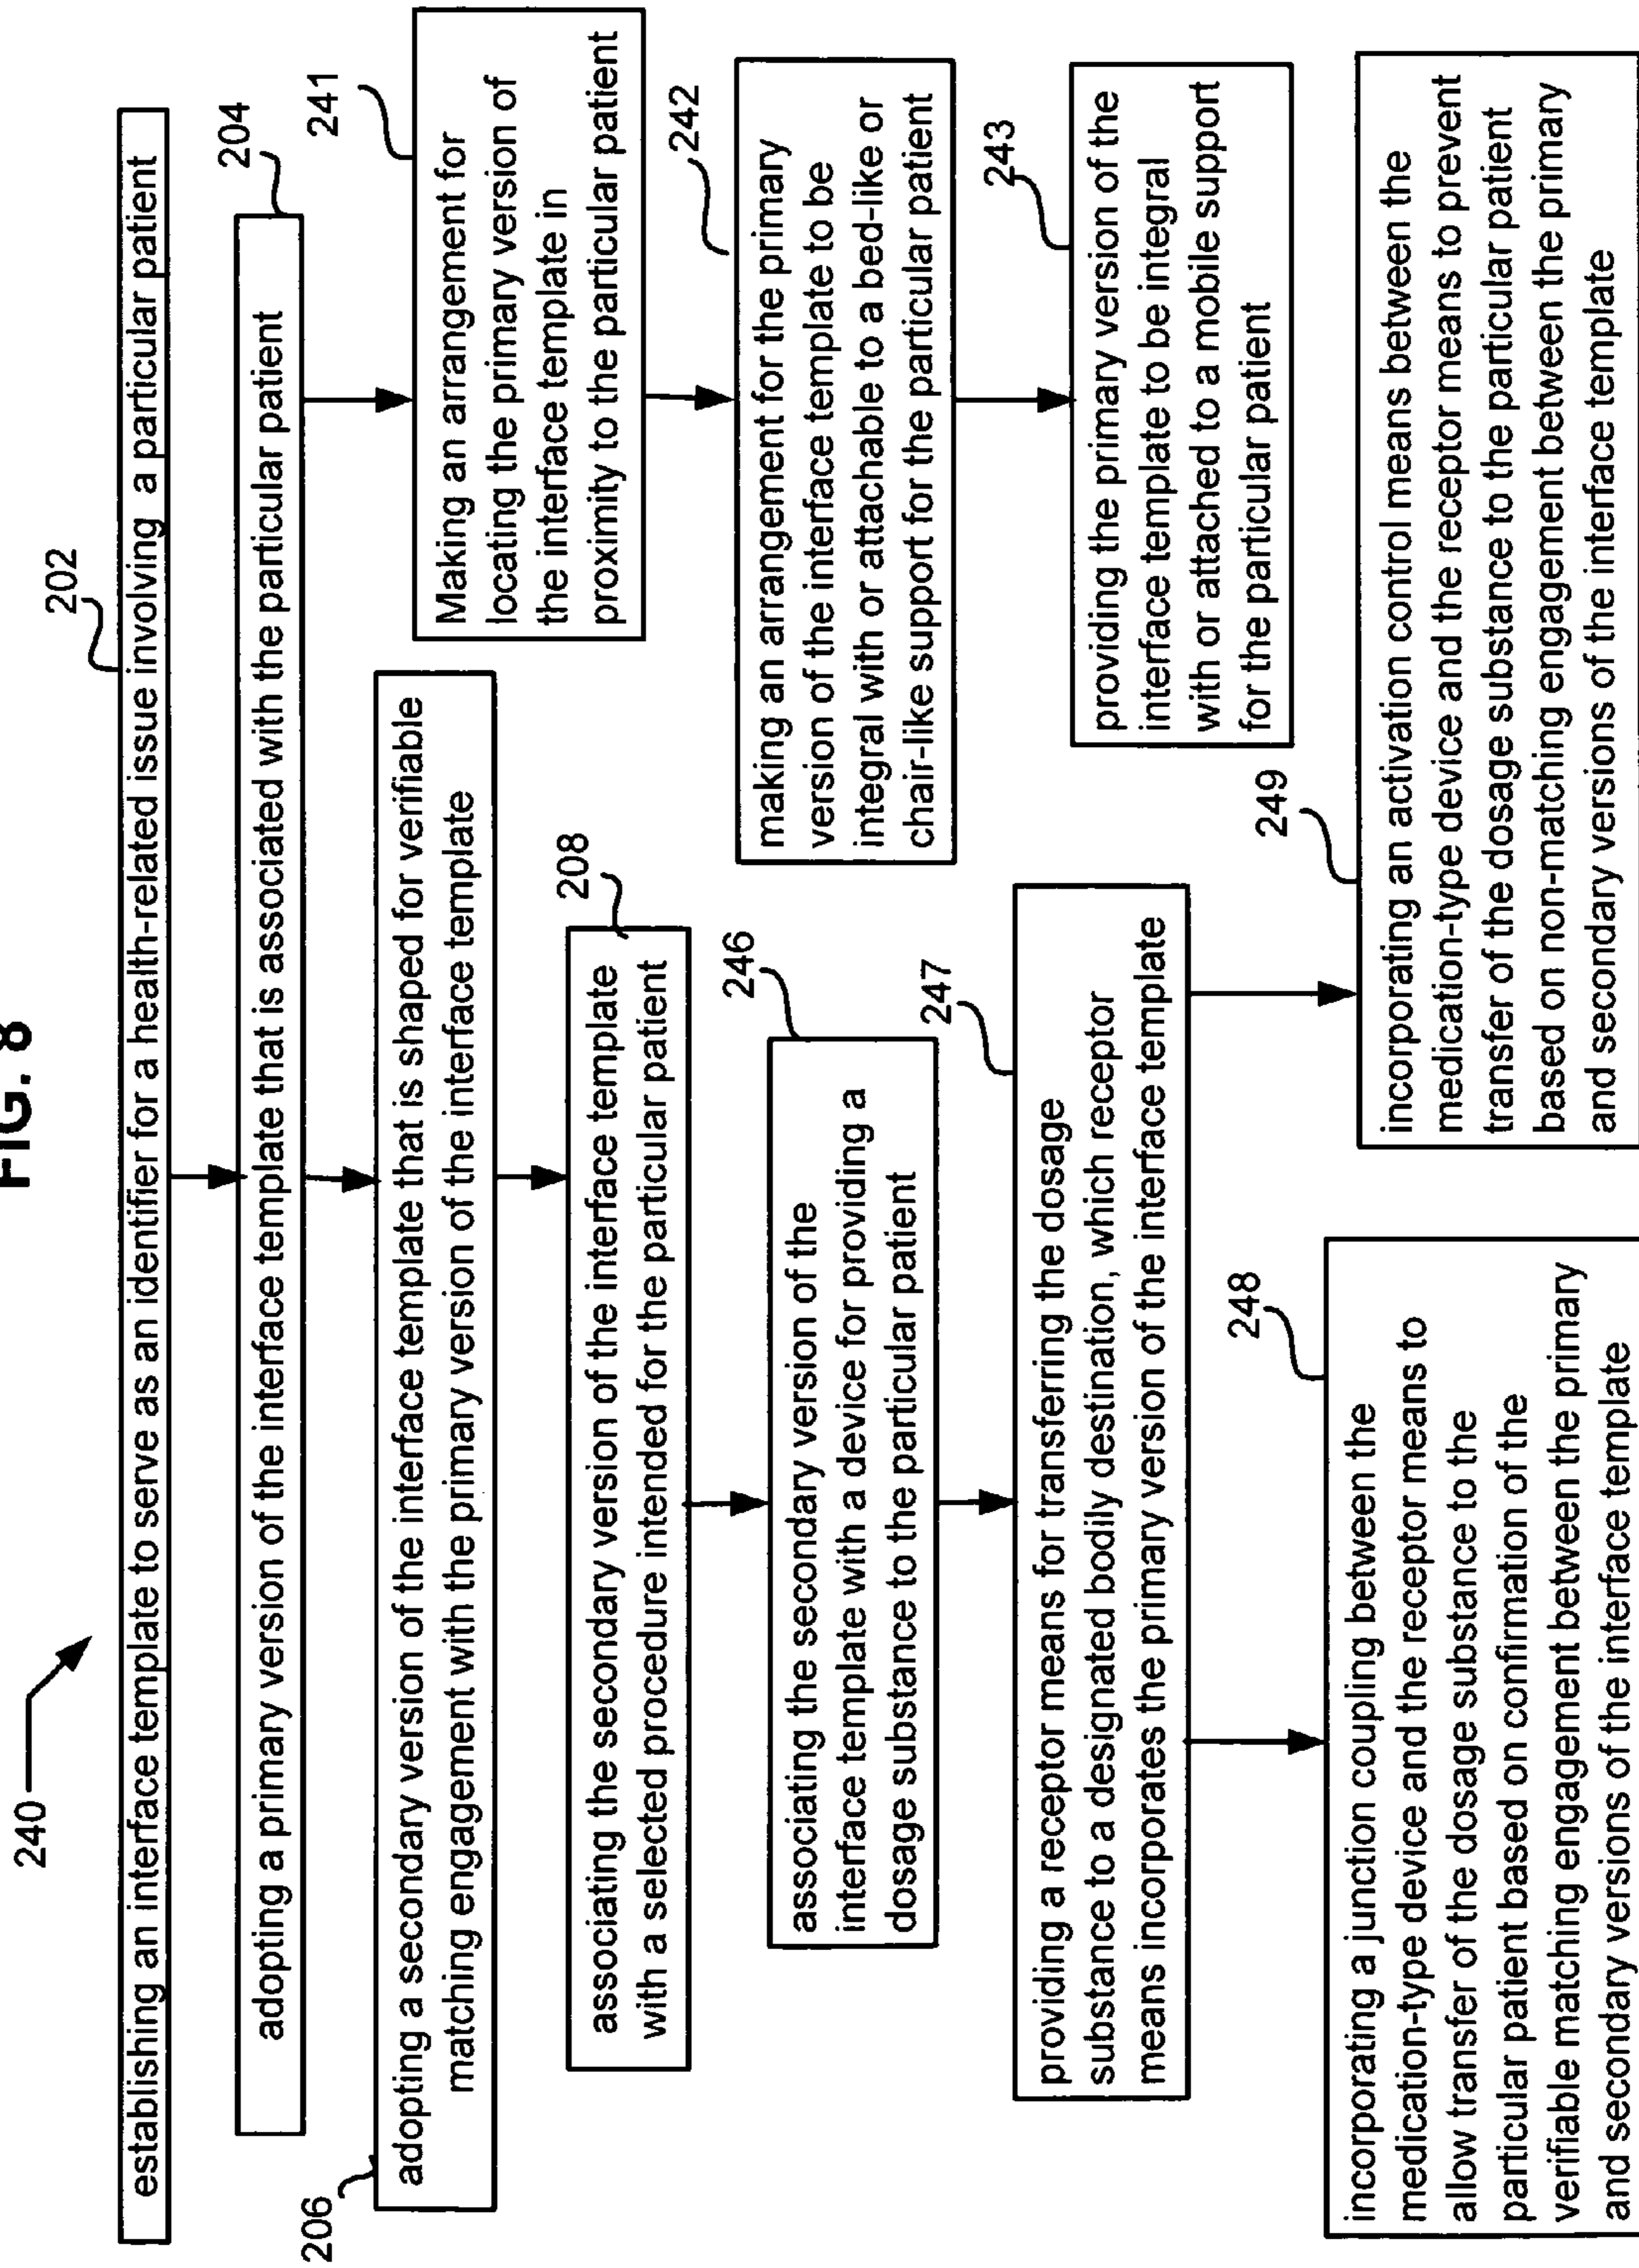 FIG. 8
240
202
establishing an interface template to serve as an identifier for a health-related issue involving a particular patient
204
adopting a primary version of the interface template that is associated with the particular patient
206
adopting a secondary version of the interface template that is shaped for verifiable
matching engagement with the primary version of the interface template
241
Making an arrangement for
locating the primary version of
the interface template in
proximity to the particular patient
208
associating the secondary version of the interface template
with a selected procedure intended for the particular patient
242
making an arrangement for the primary
version of the interface template to be
integral with or attachable to a bed-like or
chair-like support for the particular patient
246
associating the secondary version of the
interface template with a device for providing a
dosage substance to the particular patient
243
providing the primary version of the
interface template to be integral
with or attached to a mobile support
for the particular patient
247
providing a receptor means for transferring the dosage
substance to a designated bodily destination, which receptor
means incorporates the primary version of the interface template
248
incorporating a junction coupling between the
medication-type device and the receptor means to
allow transfer of the dosage substance to the
particular patient based on confirmation of the
verifiable matching engagement between the primary
and secondary versions of the interface template
249
incorporating an activation control means between the
medication-type device and the receptor means to prevent
transfer of the dosage substance to the particular patient
based on non-matching engagement between the primary
and secondary versions of the interface template